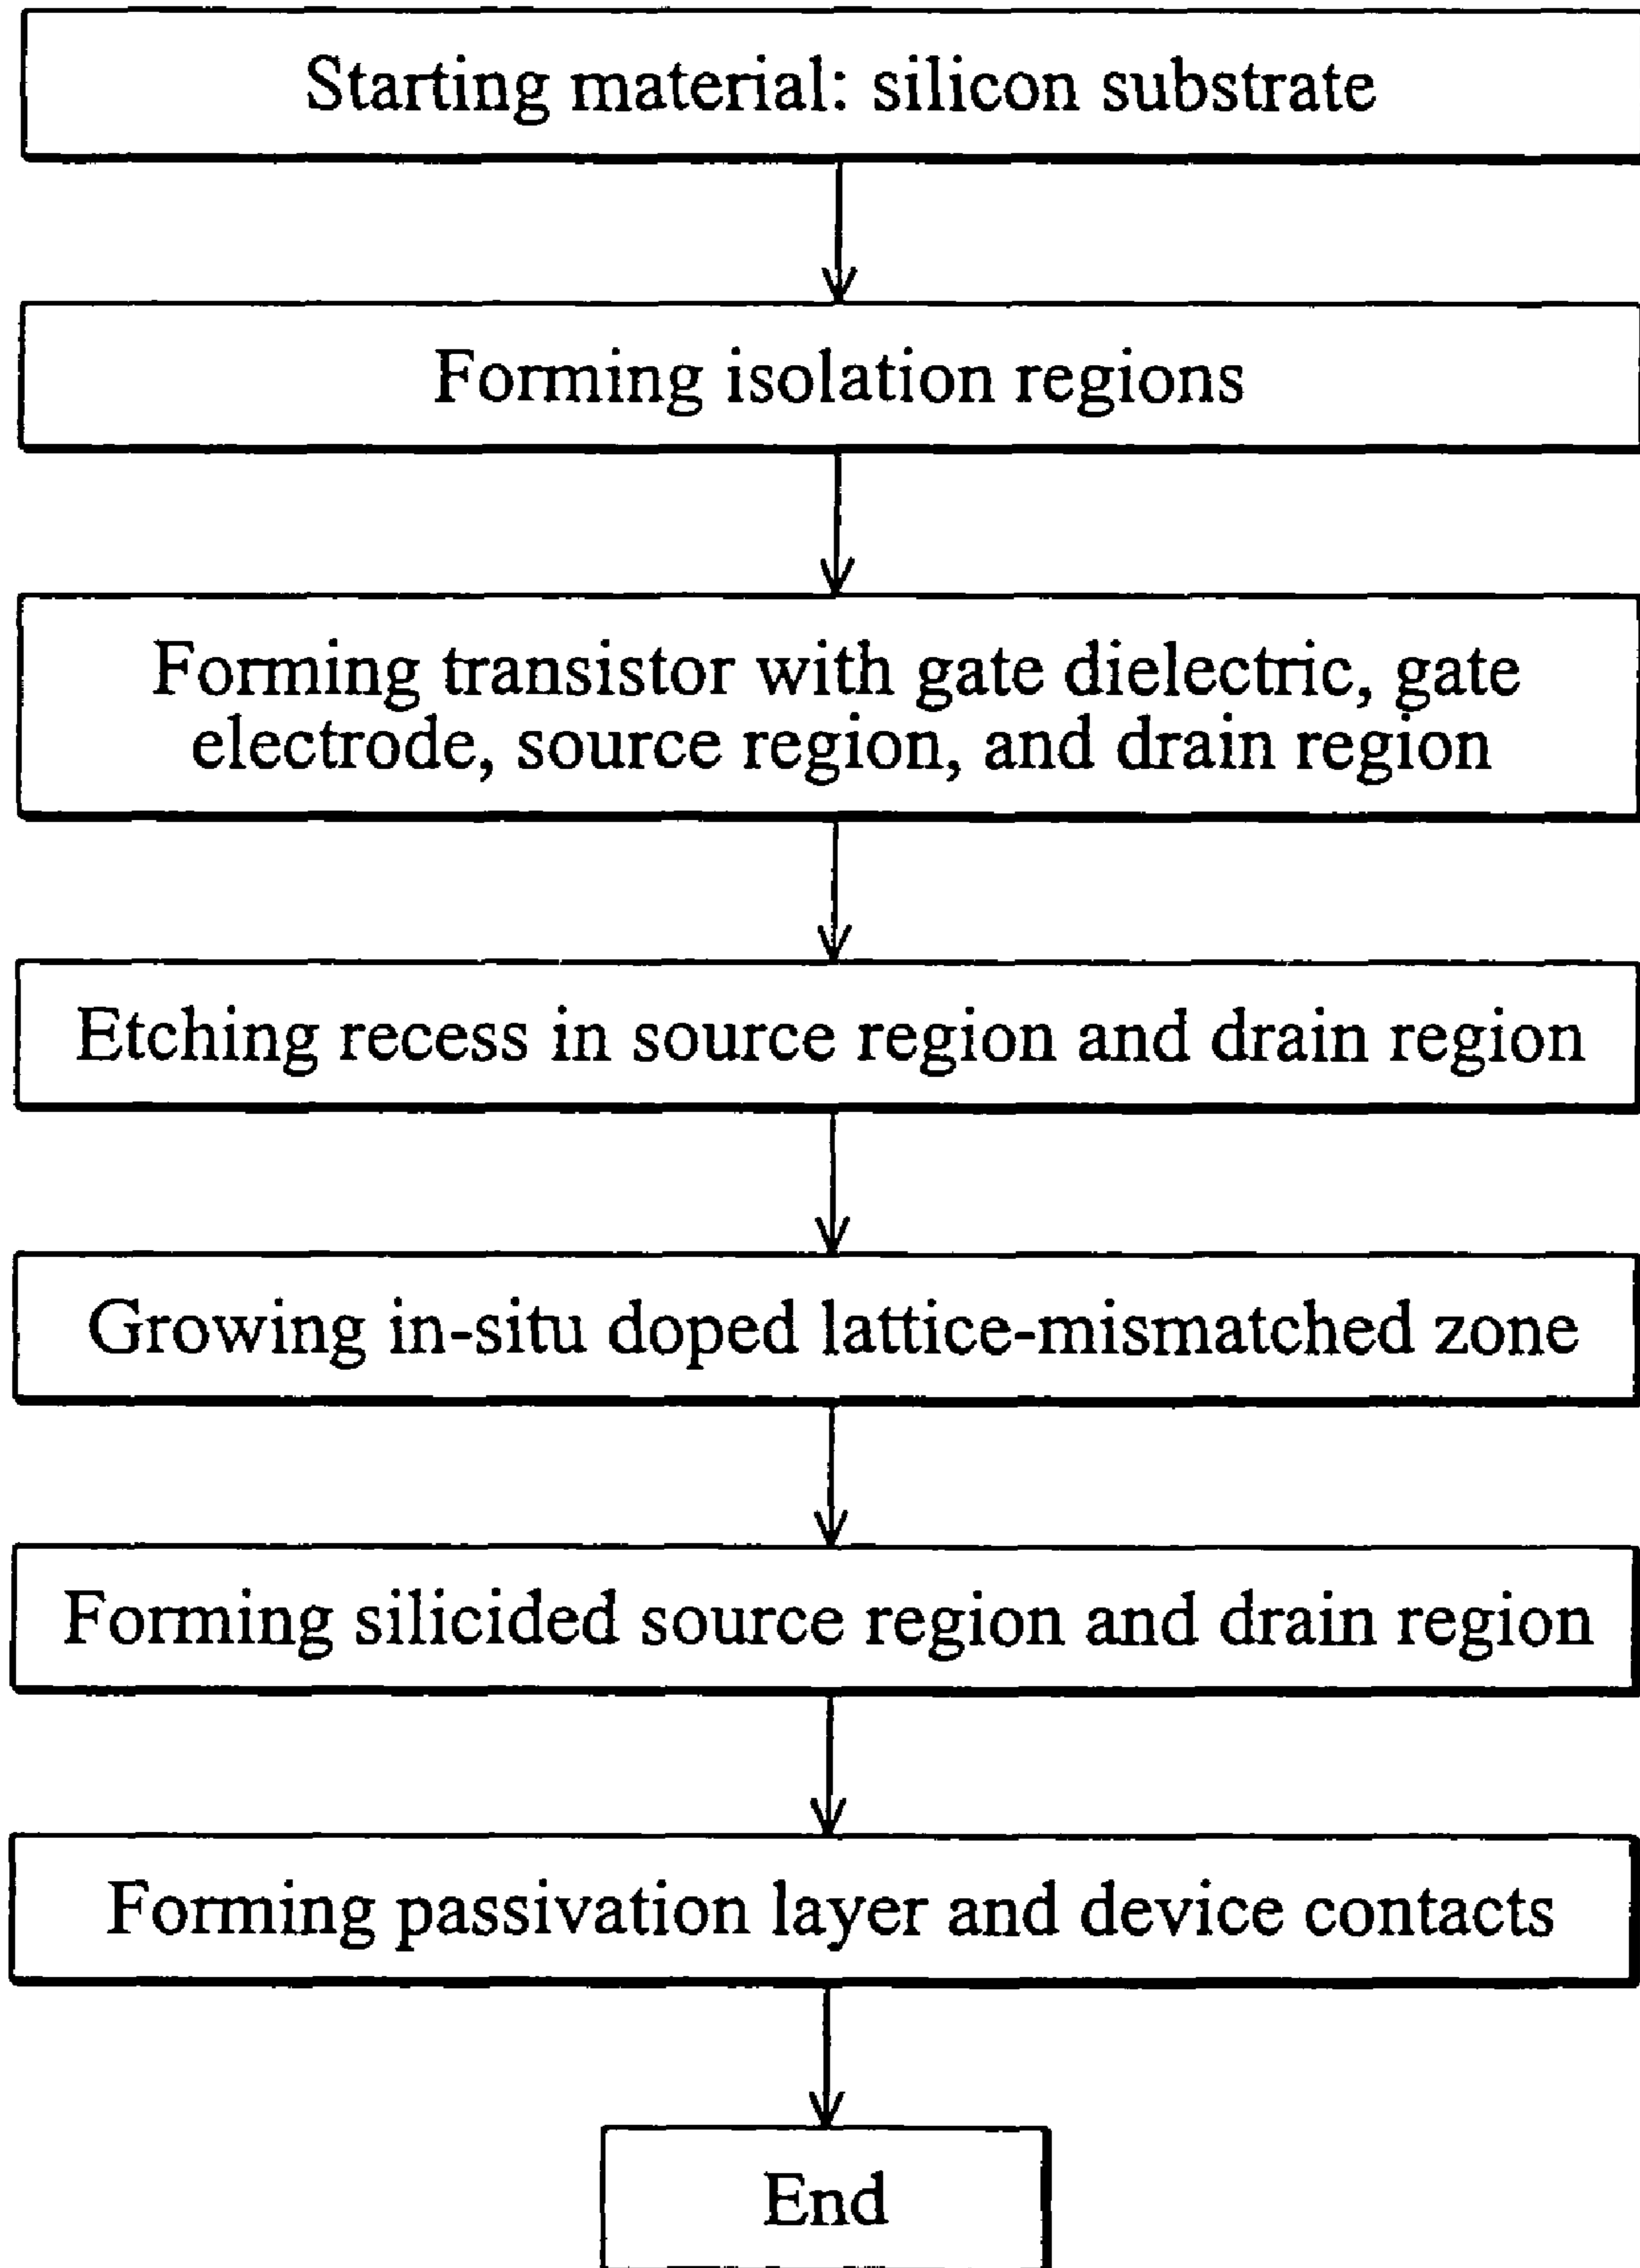 Starting material: silicon substrate
Forming isolation regions
Forming transistor with gate dielectric, gate
electrode, source region, and drain region
Etching recess in source region and drain region
Growing in-situ doped lattice-mismatched zone
Forming silicided source region and drain region
Forming passivation layer and device contacts
End